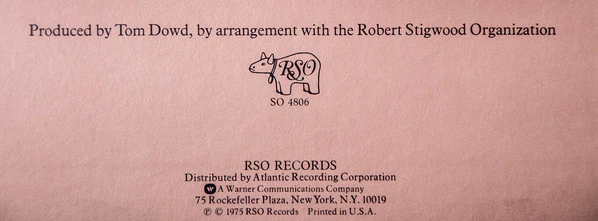 Produced by Tom Dowd, by arrangement with the Robert Stigwood Organization
RSO
SO 4806
RSO RECORDS
Distributed by Atlantic Recording Corporation
A Warner Communications Company
75 Rockefeller Plaza, New York, N.Y. 10019
℗ © 1975 RSO Records Printed in U.S.A.